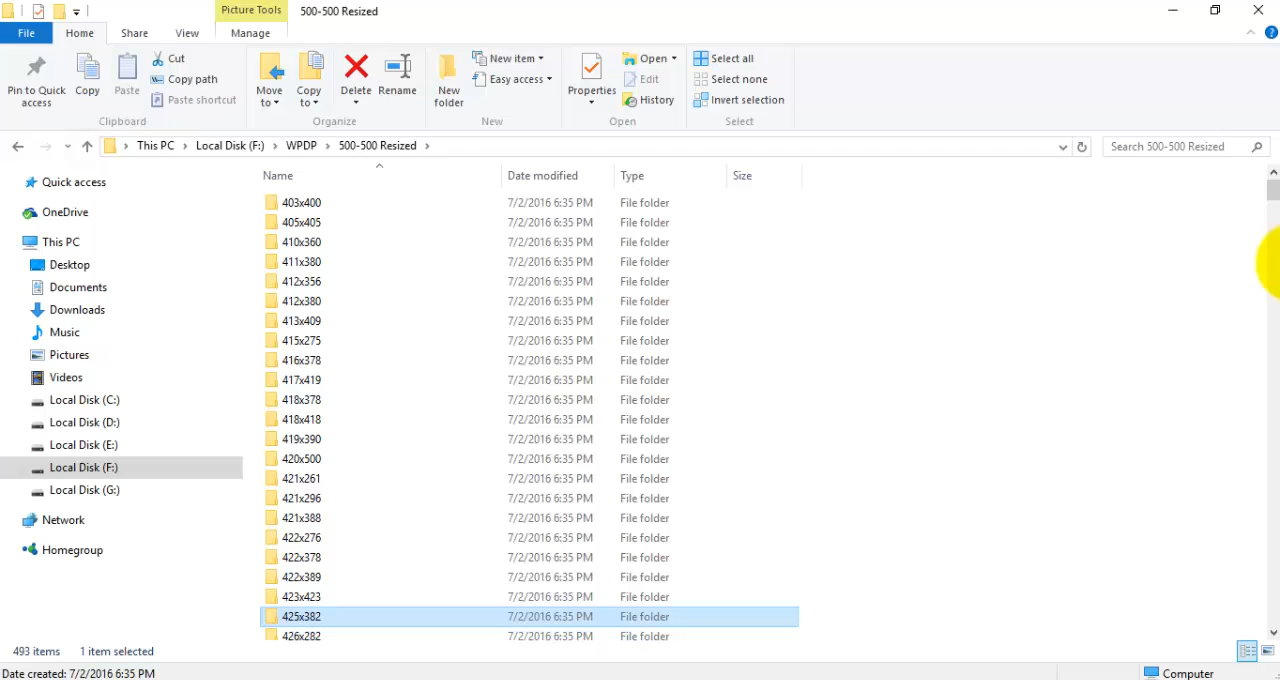 Picture Tools 500-500 Resized
File Home Share View Manage
Pin to Quick access
Copy
Paste
Cut
Copy path
Paste shortcut
Clipboard
Move to
Copy to
Delete
Rename
Organize
New folder
New item
Easy access
New
Properties
Open
Edit
History
Open
Select all
Select none
Invert selection
Select
This PC > Local Disk (F:) > WPDP > 500-500 Resized >
Search 500-500 Resized
Quick access
OneDrive
This PC
Desktop
Documents
Downloads
Music
Pictures
Videos
Local Disk (C:)
Local Disk (D:)
Local Disk (E:)
Local Disk (F:)
Local Disk (G:)
Network
Homegroup
Name Date modified Type Size
403x400 7/2/2016 6:35 PM File folder
405x405 7/2/2016 6:35 PM File folder
410x360 7/2/2016 6:35 PM File folder
411x380 7/2/2016 6:35 PM File folder
412x356 7/2/2016 6:35 PM File folder
412x380 7/2/2016 6:35 PM File folder
413x409 7/2/2016 6:35 PM File folder
415x275 7/2/2016 6:35 PM File folder
416x378 7/2/2016 6:35 PM File folder
417x419 7/2/2016 6:35 PM File folder
418x378 7/2/2016 6:35 PM File folder
418x418 7/2/2016 6:35 PM File folder
419x390 7/2/2016 6:35 PM File folder
420x500 7/2/2016 6:35 PM File folder
421x261 7/2/2016 6:35 PM File folder
421x296 7/2/2016 6:35 PM File folder
421x388 7/2/2016 6:35 PM File folder
422x276 7/2/2016 6:35 PM File folder
422x378 7/2/2016 6:35 PM File folder
422x389 7/2/2016 6:35 PM File folder
423x423 7/2/2016 6:35 PM File folder
425x382 7/2/2016 6:35 PM File folder
426x282 7/2/2016 6:35 PM File folder
493 items 1 item selected
Date created: 7/2/2016 6:35 PM
Computer